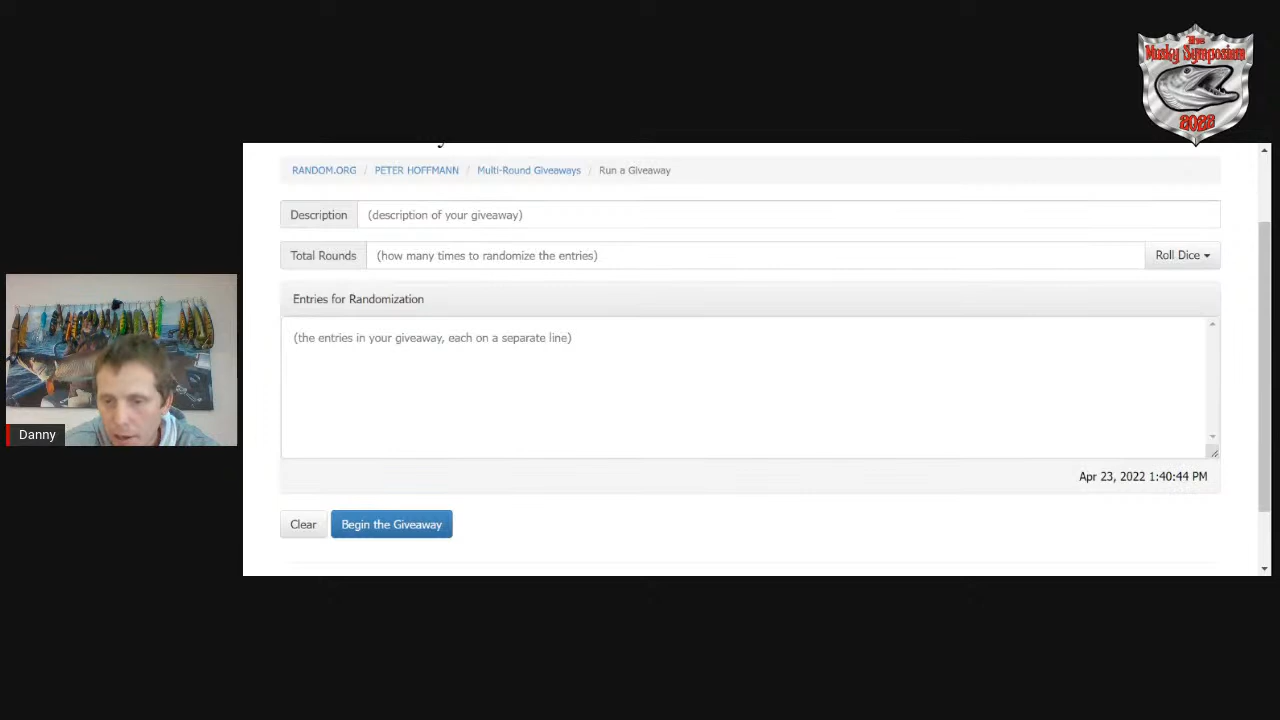 The
Musky Symposium
2022
RANDOM.ORG / PETER HOFFMANN / Multi-Round Giveaways / Run a Giveaway
Description (description of your giveaway)
Total Rounds (how many times to randomize the entries) Roll Dice
Entries for Randomization
(the entries in your giveaway, each on a separate line)
Danny
Apr 23, 2022 1:40:44 PM
Clear Begin the Giveaway